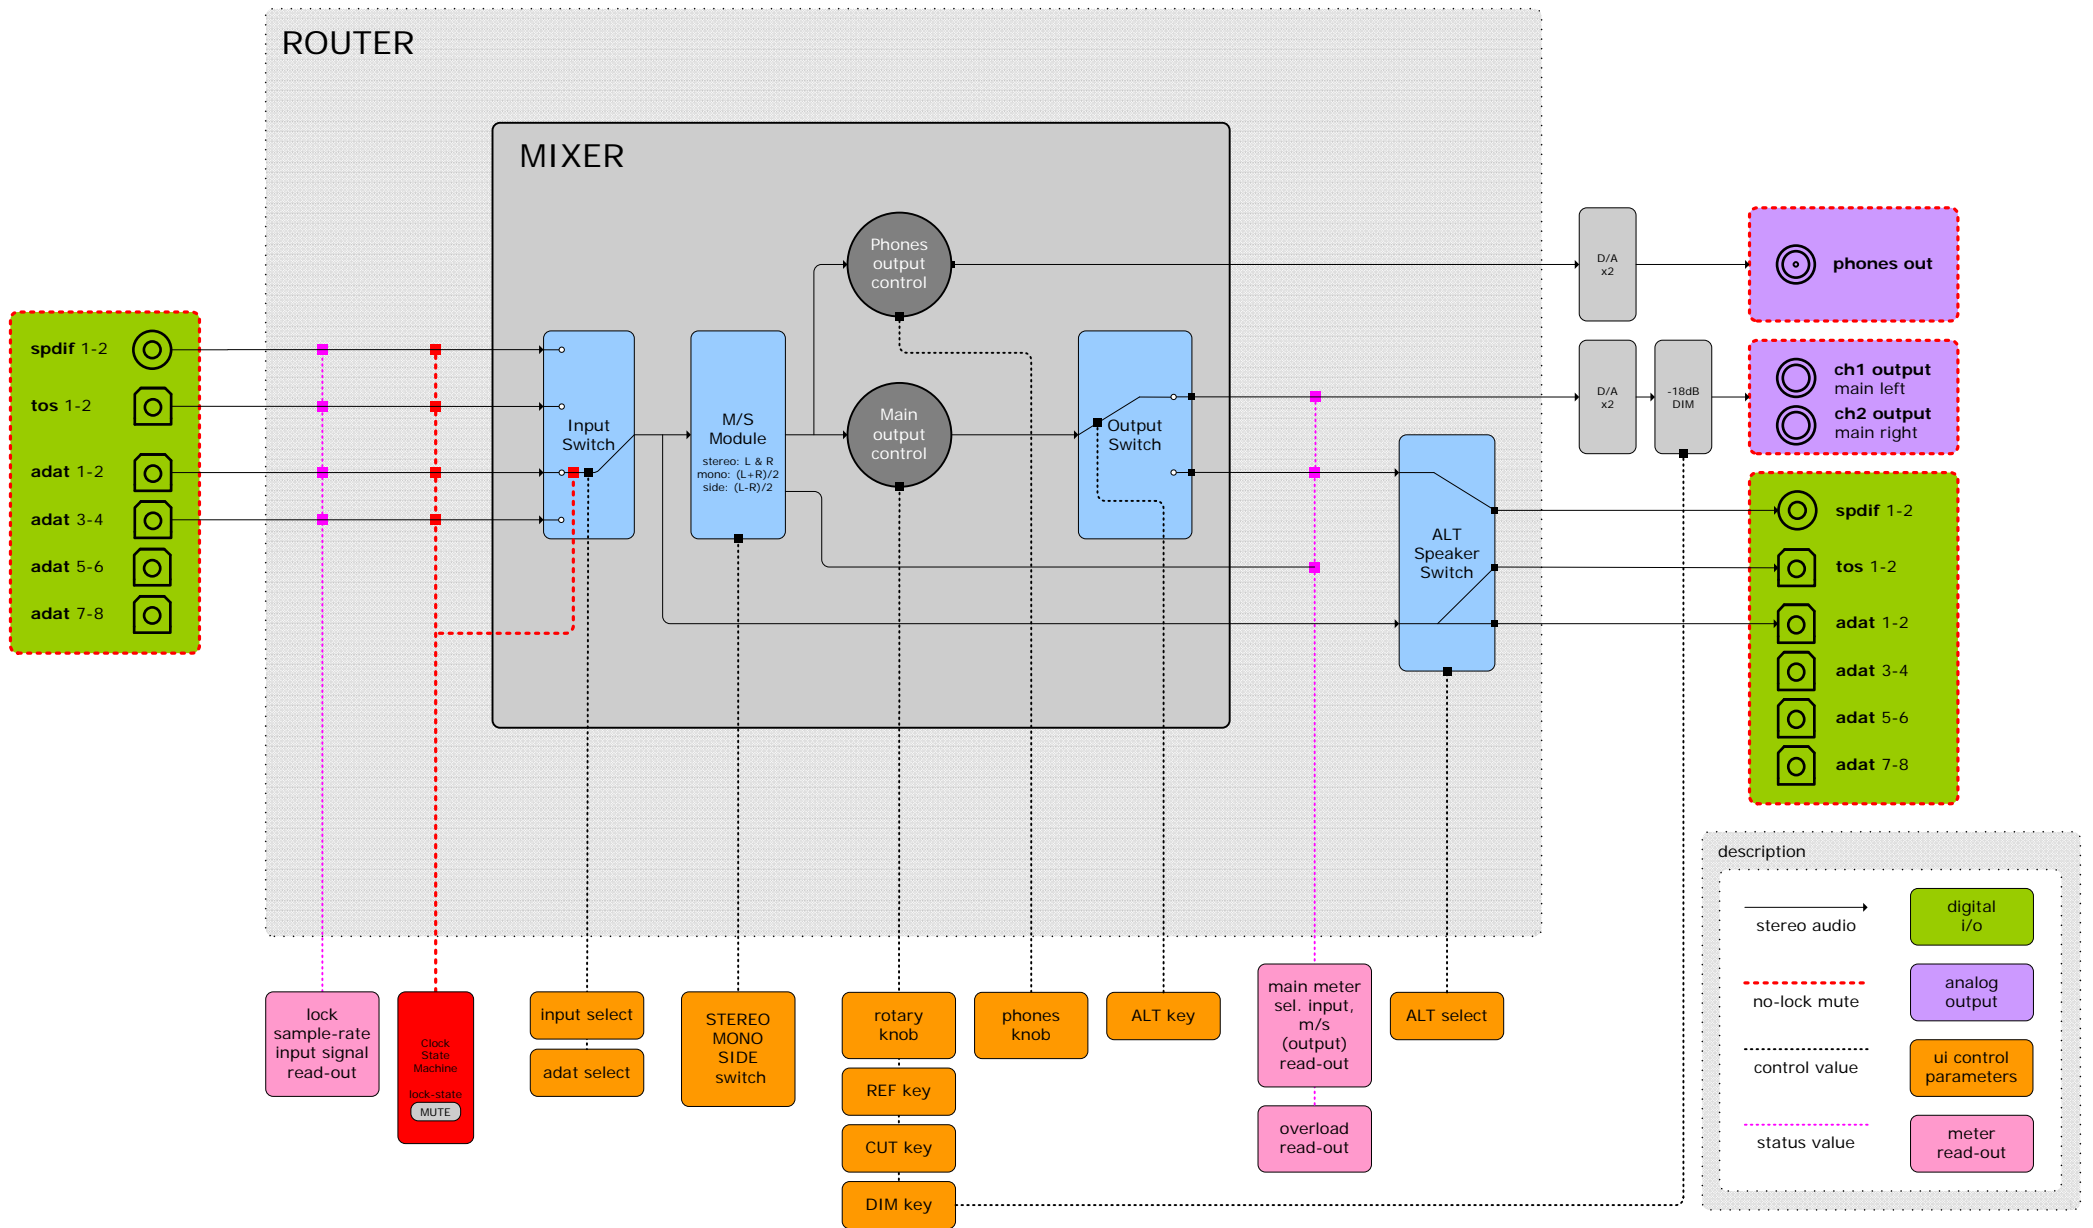 ROUTER
MIXER
spdif 1-2
tos 1-2
adat 1-2
adat 3-4
adat 5-6
adat 7-8
Input
Switch
M/S
Module
stereo: L & R
mono: (L+R)/2
side: (L-R)/2
Phones
output
control
Main
output
control
Output
Switch
ALT
Speaker
Switch
D/A
x2
D/A
x2
-18dB
DIM
phones out
ch1 output
main left
ch2 output
main right
spdif 1-2
tos 1-2
adat 1-2
adat 3-4
adat 5-6
adat 7-8
lock
sample-rate
input signal
read-out
Clock
State
Machine
lock-state
MUTE
input select
adat select
STEREO
MONO
SIDE
switch
rotary
knob
REF key
CUT key
DIM key
phones
knob
ALT key
main meter
sel. input,
m/s
(output)
read-out
overload
read-out
ALT select
description
stereo audio
digital
i/o
no-lock mute
analog
output
control value
ui control
parameters
status value
meter
read-out